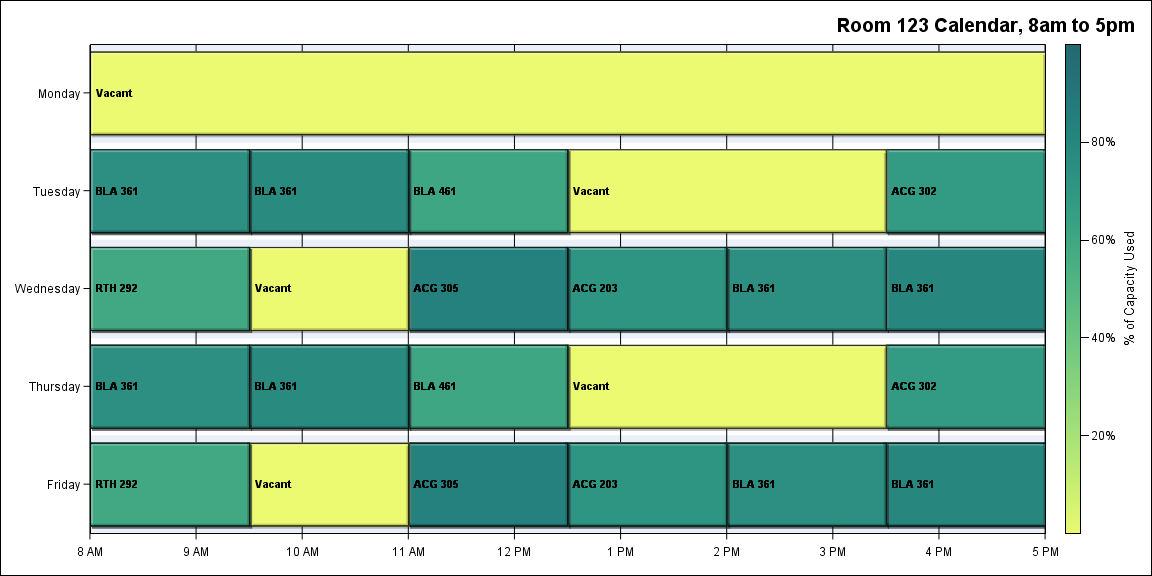 Room 123 Calendar, 8am to 5pm
Monday
Vacant
Tuesday
BLA 361
BLA 361
BLA 461
Vacant
ACG 302
Wednesday
RTH 292
Vacant
ACG 305
ACG 203
BLA 361
BLA 361
Thursday
BLA 361
BLA 361
BLA 461
Vacant
ACG 302
Friday
RTH 292
Vacant
ACG 305
ACG 203
BLA 361
BLA 361
8 AM
9 AM
10 AM
11 AM
12 PM
1 PM
2 PM
3 PM
4 PM
5 PM
80%
60%
40%
20%
% of Capacity Used